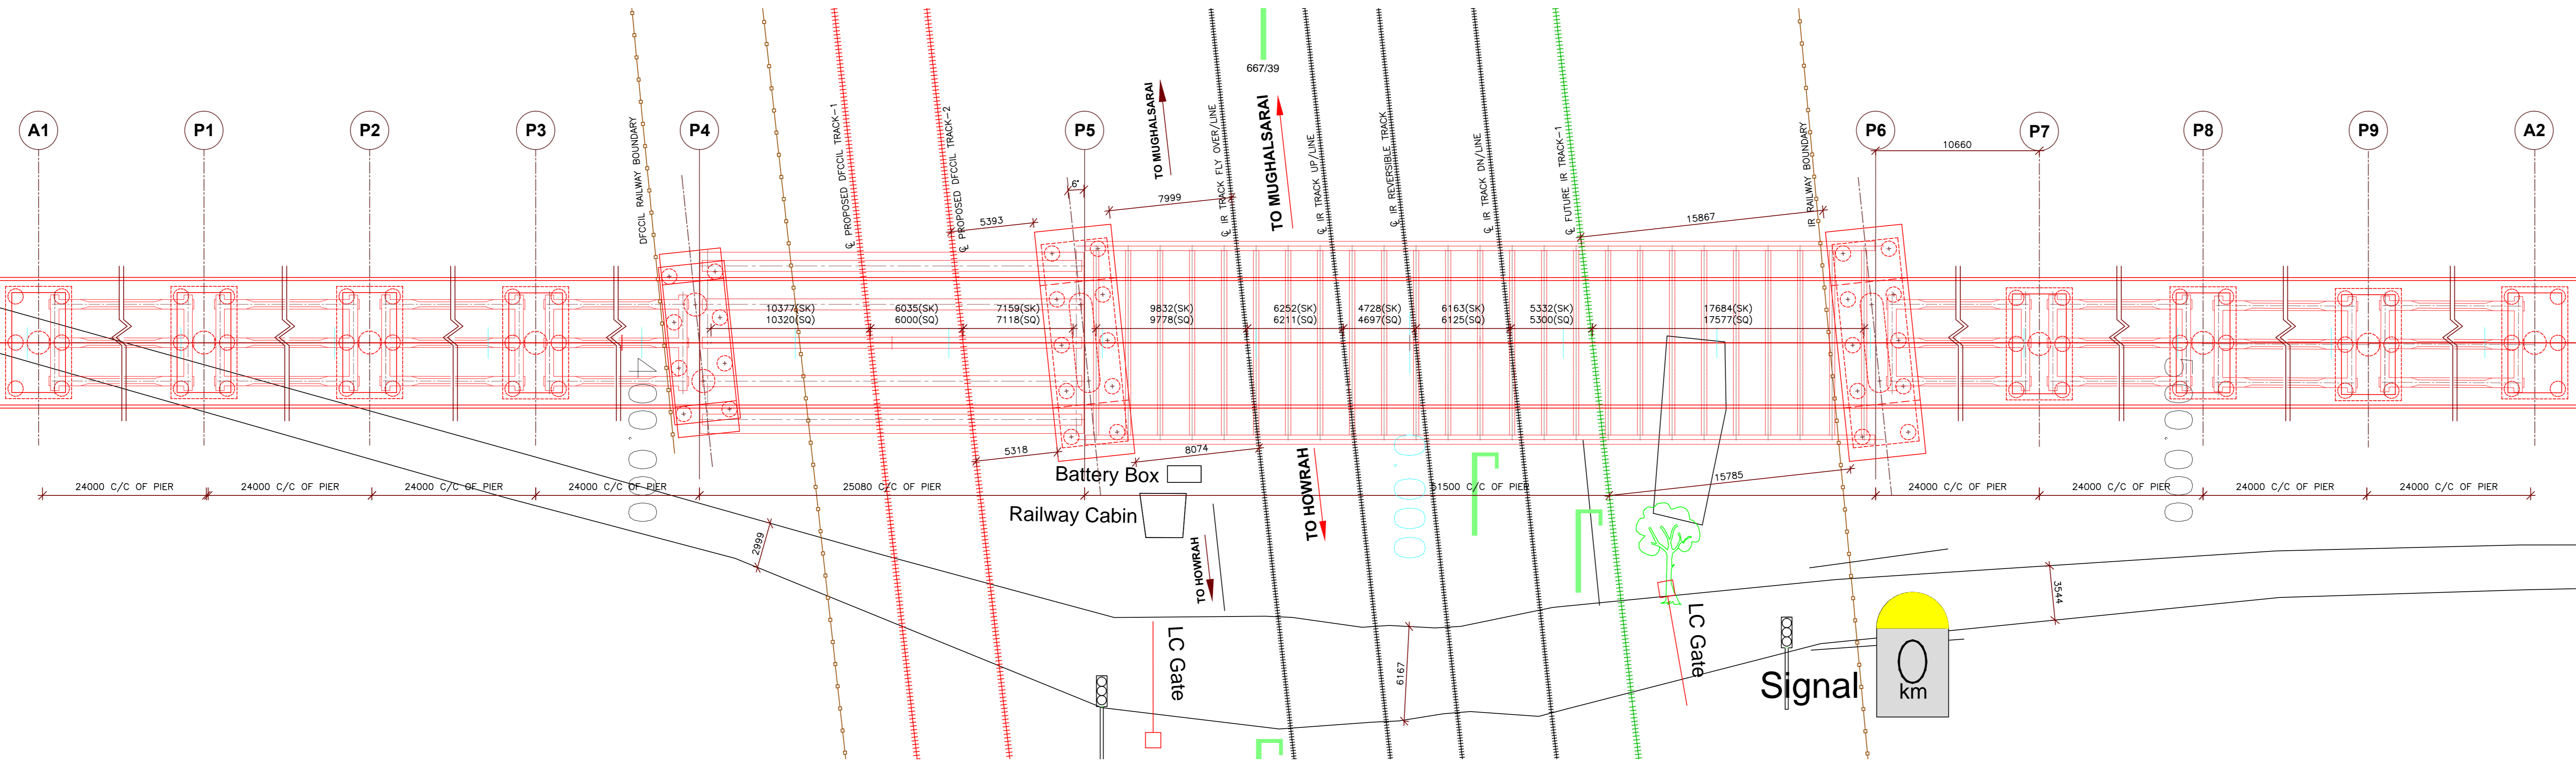 667/39
A1
P1
P2
P3
P4
P5
P6
P7
P8
P9
A2
DFCCIL RAILWAY BOUNDARY
℄ PROPOSED DFCCIL TRACK-1
℄ PROPOSED DFCCIL TRACK-2
TO MUGHALSARAI
℄ IR TRACK FLY OVER/LINE
TO MUGHALSARAI
℄ IR TRACK UP/LINE
℄ IR REVERSIBLE TRACK
℄ IR TRACK DN/LINE
℄ FUTURE IR TRACK-1
IR RAILWAY BOUNDARY
10660
6°
7999
5393
15867
10377(SK)
10320(SQ)
6035(SK)
6000(SQ)
7159(SK)
7118(SQ)
9832(SK)
9778(SQ)
6252(SK)
6211(SQ)
4728(SK)
4697(SQ)
6163(SK)
6125(SQ)
5332(SK)
5300(SQ)
17684(SK)
17577(SQ)
5318
8074
15785
Battery Box
Railway Cabin
TO HOWRAH
TO HOWRAH
24000 C/C OF PIER
24000 C/C OF PIER
24000 C/C OF PIER
24000 C/C OF PIER
25080 C/C OF PIER
51500 C/C OF PIER
24000 C/C OF PIER
24000 C/C OF PIER
24000 C/C OF PIER
24000 C/C OF PIER
2999
6167
3544
LC Gate
LC Gate
Signal
0
km